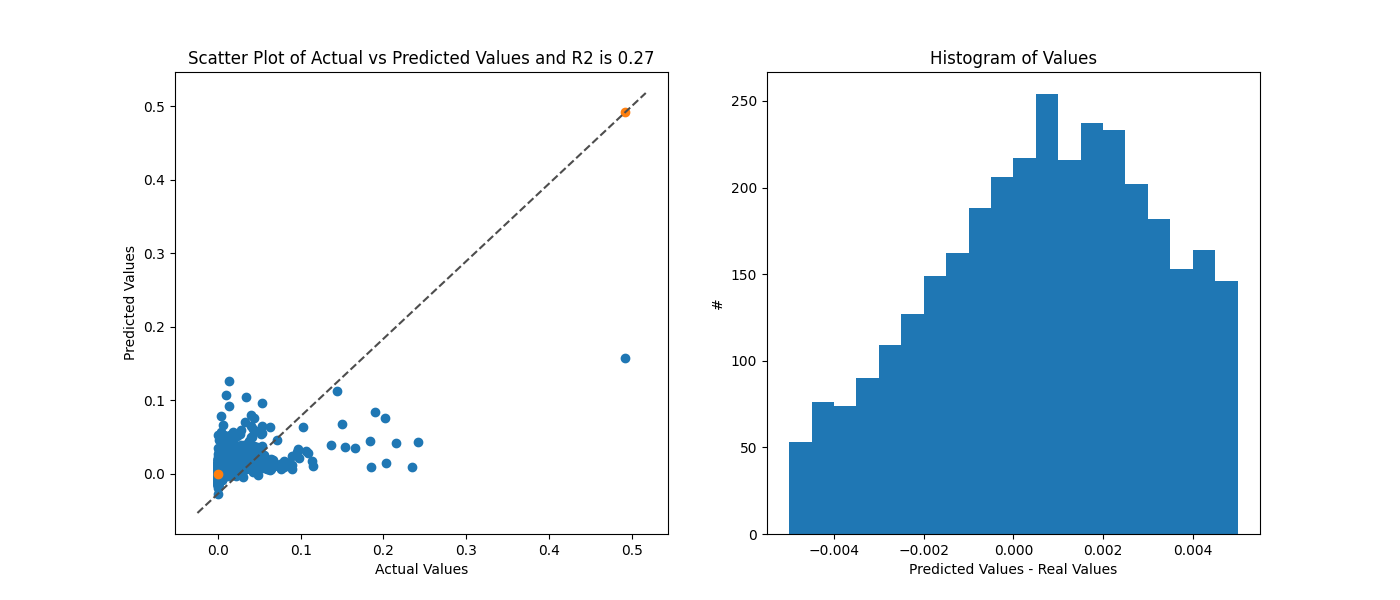 Scatter Plot of Actual vs Predicted Values and R2 is 0.27
0.5
0.4
0.3
0.2
0.1
0.0
Predicted Values
0.0 0.1 0.2 0.3 0.4 0.5
Actual Values
Histogram of Values
250
200
150
100
50
0
#
−0.004 −0.002 0.000 0.002 0.004
Predicted Values - Real Values